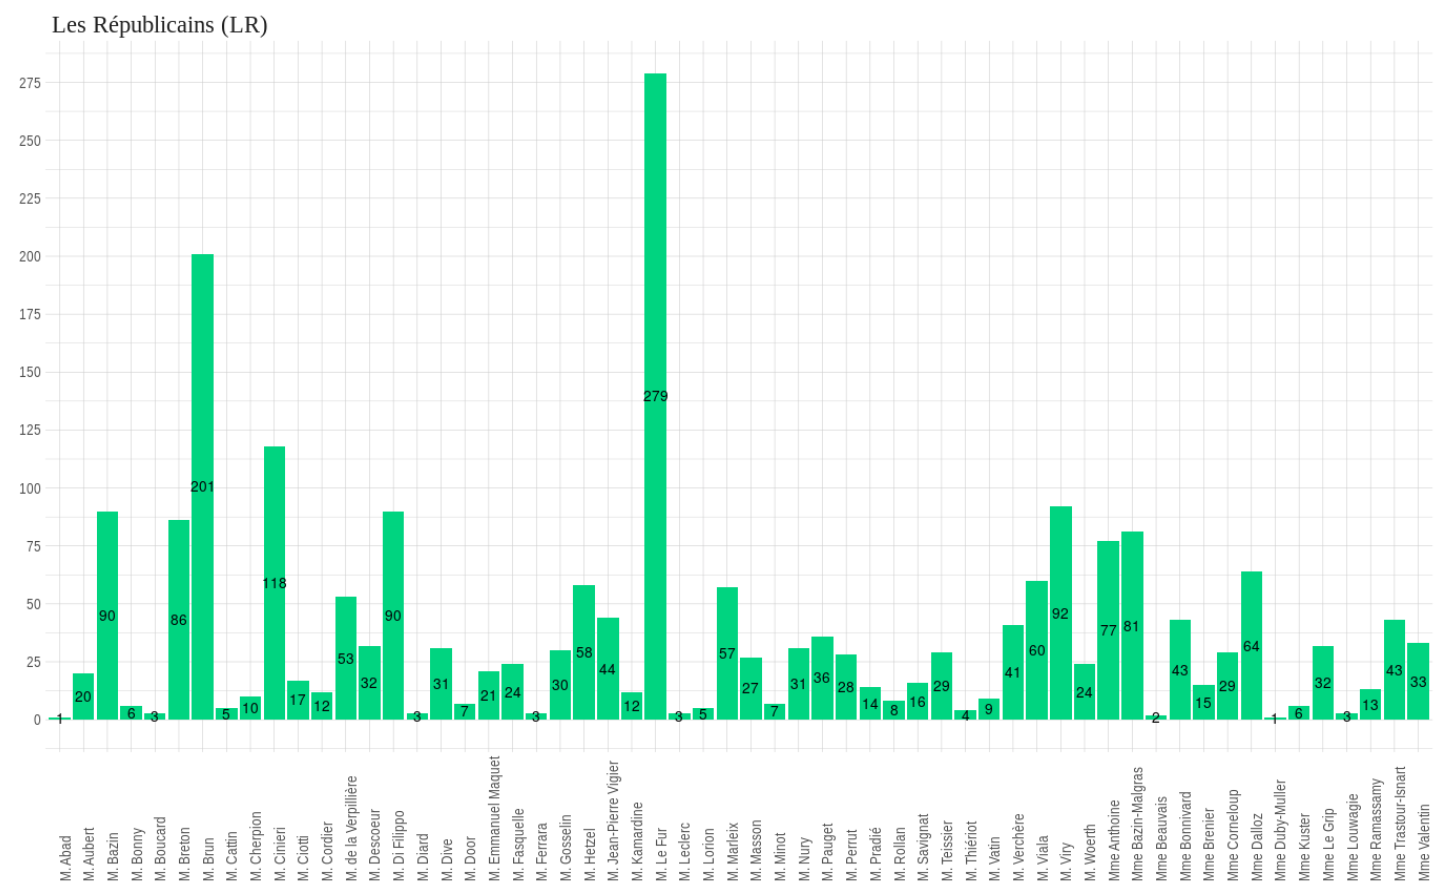 Les Républicains (LR)
275
250
225
200
175
150
125
100
75
50
25
0
1
20
90
6
3
86
201
5
10
118
17
12
53
32
90
3
31
7
21
24
3
30
58
44
12
279
3
5
57
27
7
31
36
28
14
8
16
29
4
9
41
60
92
24
77
81
2
43
15
29
64
1
6
32
3
13
43
33
M. Abad
M. Aubert
M. Bazin
M. Bonny
M. Boucard
M. Breton
M. Brun
M. Cattin
M. Cherpion
M. Cinieri
M. Ciotti
M. Cordier
M. de la Verpillière
M. Descoeur
M. Di Filippo
M. Diard
M. Dive
M. Door
M. Emmanuel Maquet
M. Fasquelle
M. Ferrara
M. Gosselin
M. Hetzel
M. Jean-Pierre Vigier
M. Kamardine
M. Le Fur
M. Leclerc
M. Lorion
M. Marleix
M. Masson
M. Minot
M. Nury
M. Pauget
M. Perrut
M. Pradié
M. Rollan
M. Savignat
M. Teissier
M. Thiériot
M. Vatin
M. Verchère
M. Viala
M. Viry
M. Woerth
Mme Anthoine
Mme Bazin-Malgras
Mme Beauvais
Mme Bonnivard
Mme Brenier
Mme Corneloup
Mme Dalloz
Mme Duby-Muller
Mme Kuster
Mme Le Grip
Mme Louwagie
Mme Ramassamy
Mme Trastour-Isnart
Mme Valentin